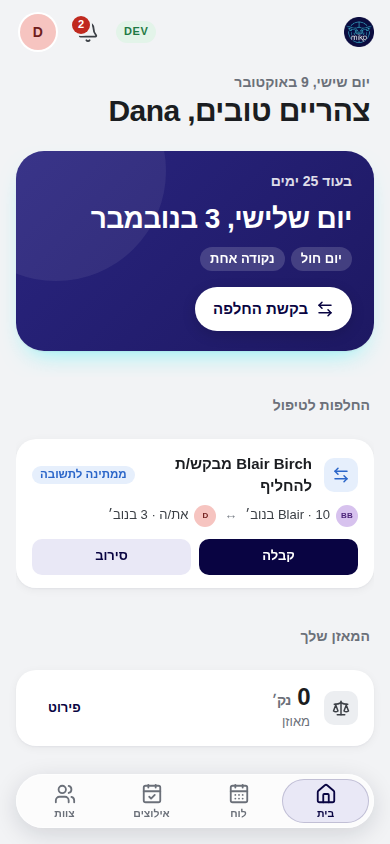 miko
DEV
2
D
יום שישי, 9 באוקטובר
צהריים טובים, Dana
בעוד 25 ימים
יום שלישי, 3 בנובמבר
יום חול
נקודה אחת
בקשת החלפה
החלפות לטיפול
Blair Birch מבקש/ת להחליף
ממתינה לתשובה
BB
Blair · 10 בנוב׳
↔
D
את/ה · 3 בנוב׳
קבלה
סירוב
המאזן שלך
0 נק׳
מאוזן
פירוט
בית
לוח
אילוצים
צוות